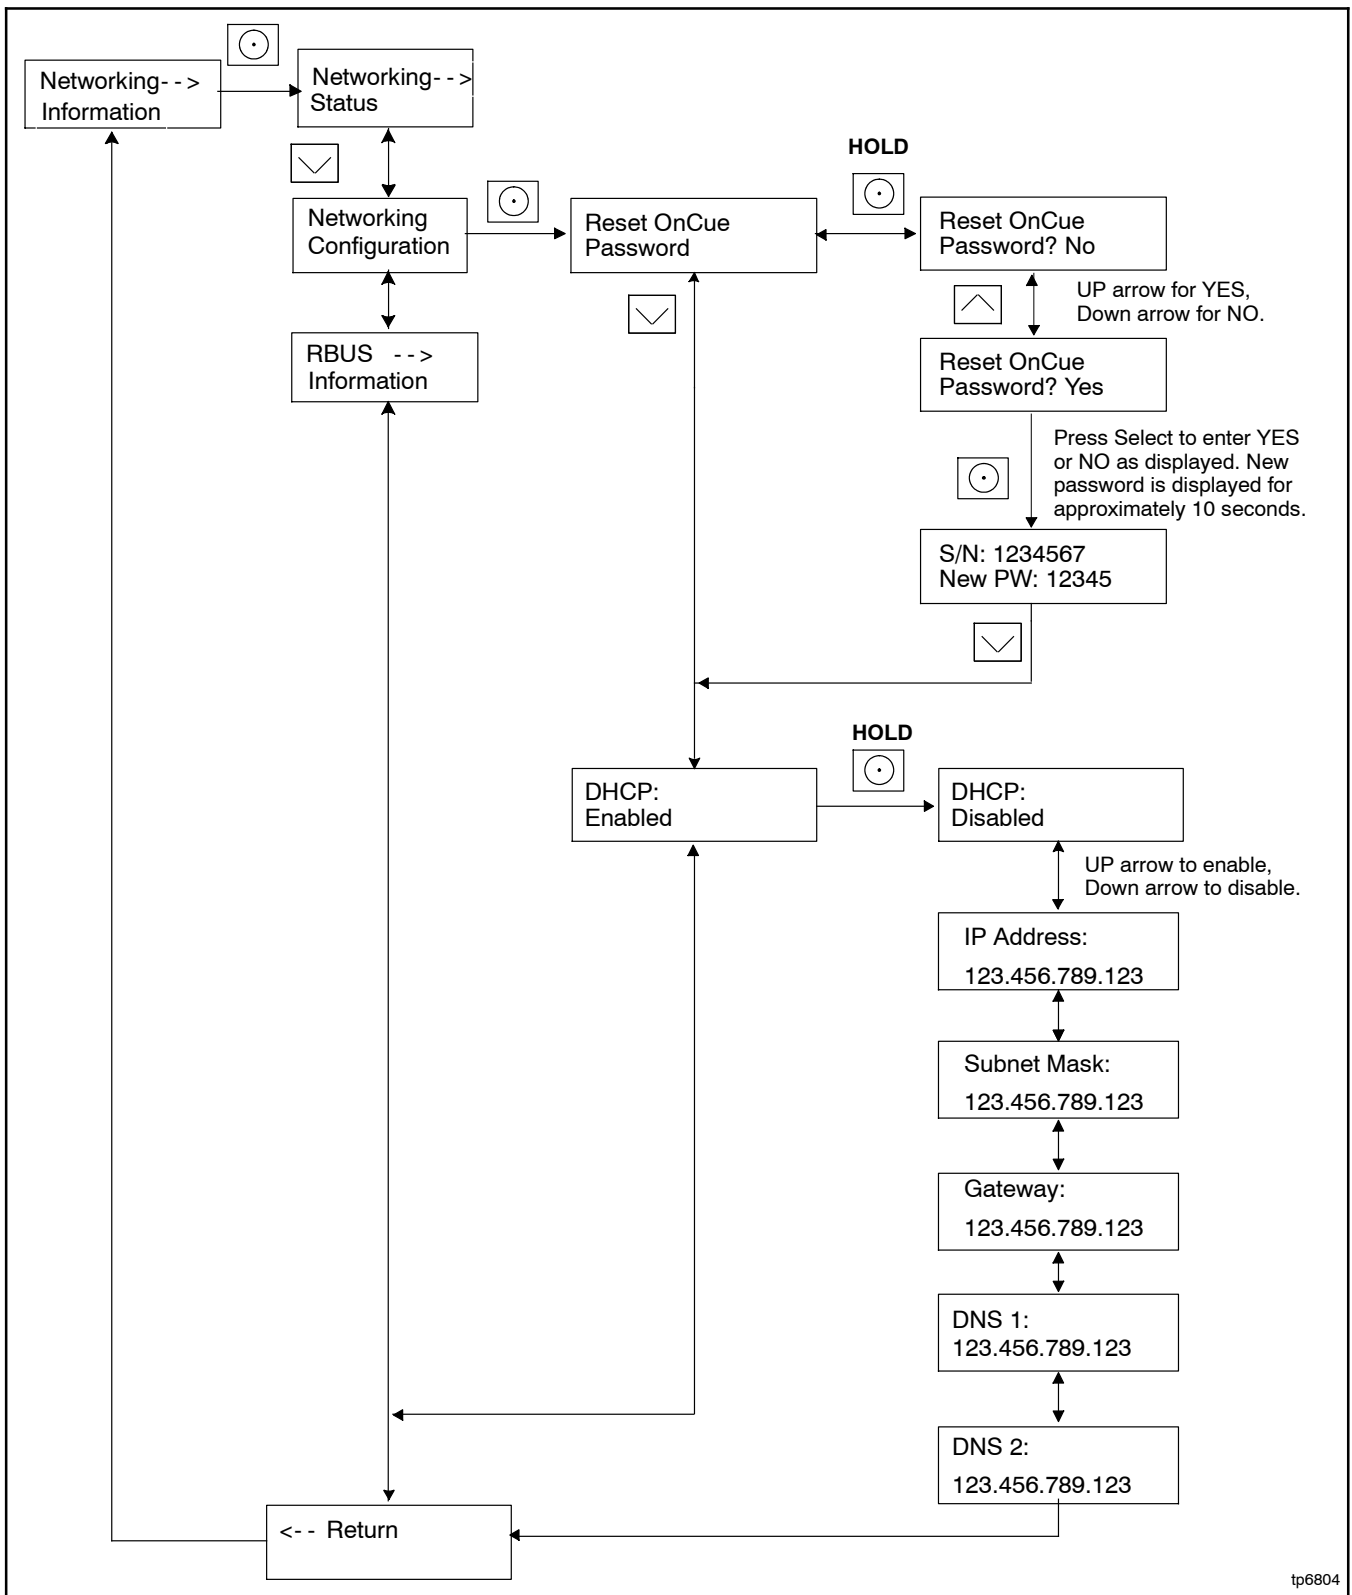 Networking- - >
Information
Networking- - >
Status
Networking
Configuration
RBUS - - >
Information
Reset OnCue
Password
HOLD
Reset OnCue
Password? No
UP arrow for YES,
Down arrow for NO.
Reset OnCue
Password? Yes
Press Select to enter YES
or NO as displayed. New
password is displayed for
approximately 10 seconds.
S/N: 1234567
New PW: 12345
DHCP:
Enabled
HOLD
DHCP:
Disabled
UP arrow to enable,
Down arrow to disable.
IP Address:
123.456.789.123
Subnet Mask:
123.456.789.123
Gateway:
123.456.789.123
DNS 1:
123.456.789.123
DNS 2:
123.456.789.123
<- - Return
tp6804